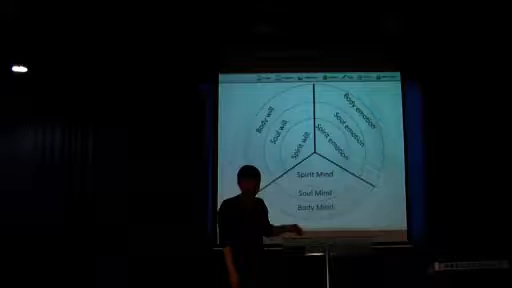 Body will
Soul will
Spirit will
Body emotion
Soul emotion
Spirit emotion
Spirit Mind
Soul Mind
Body Mind